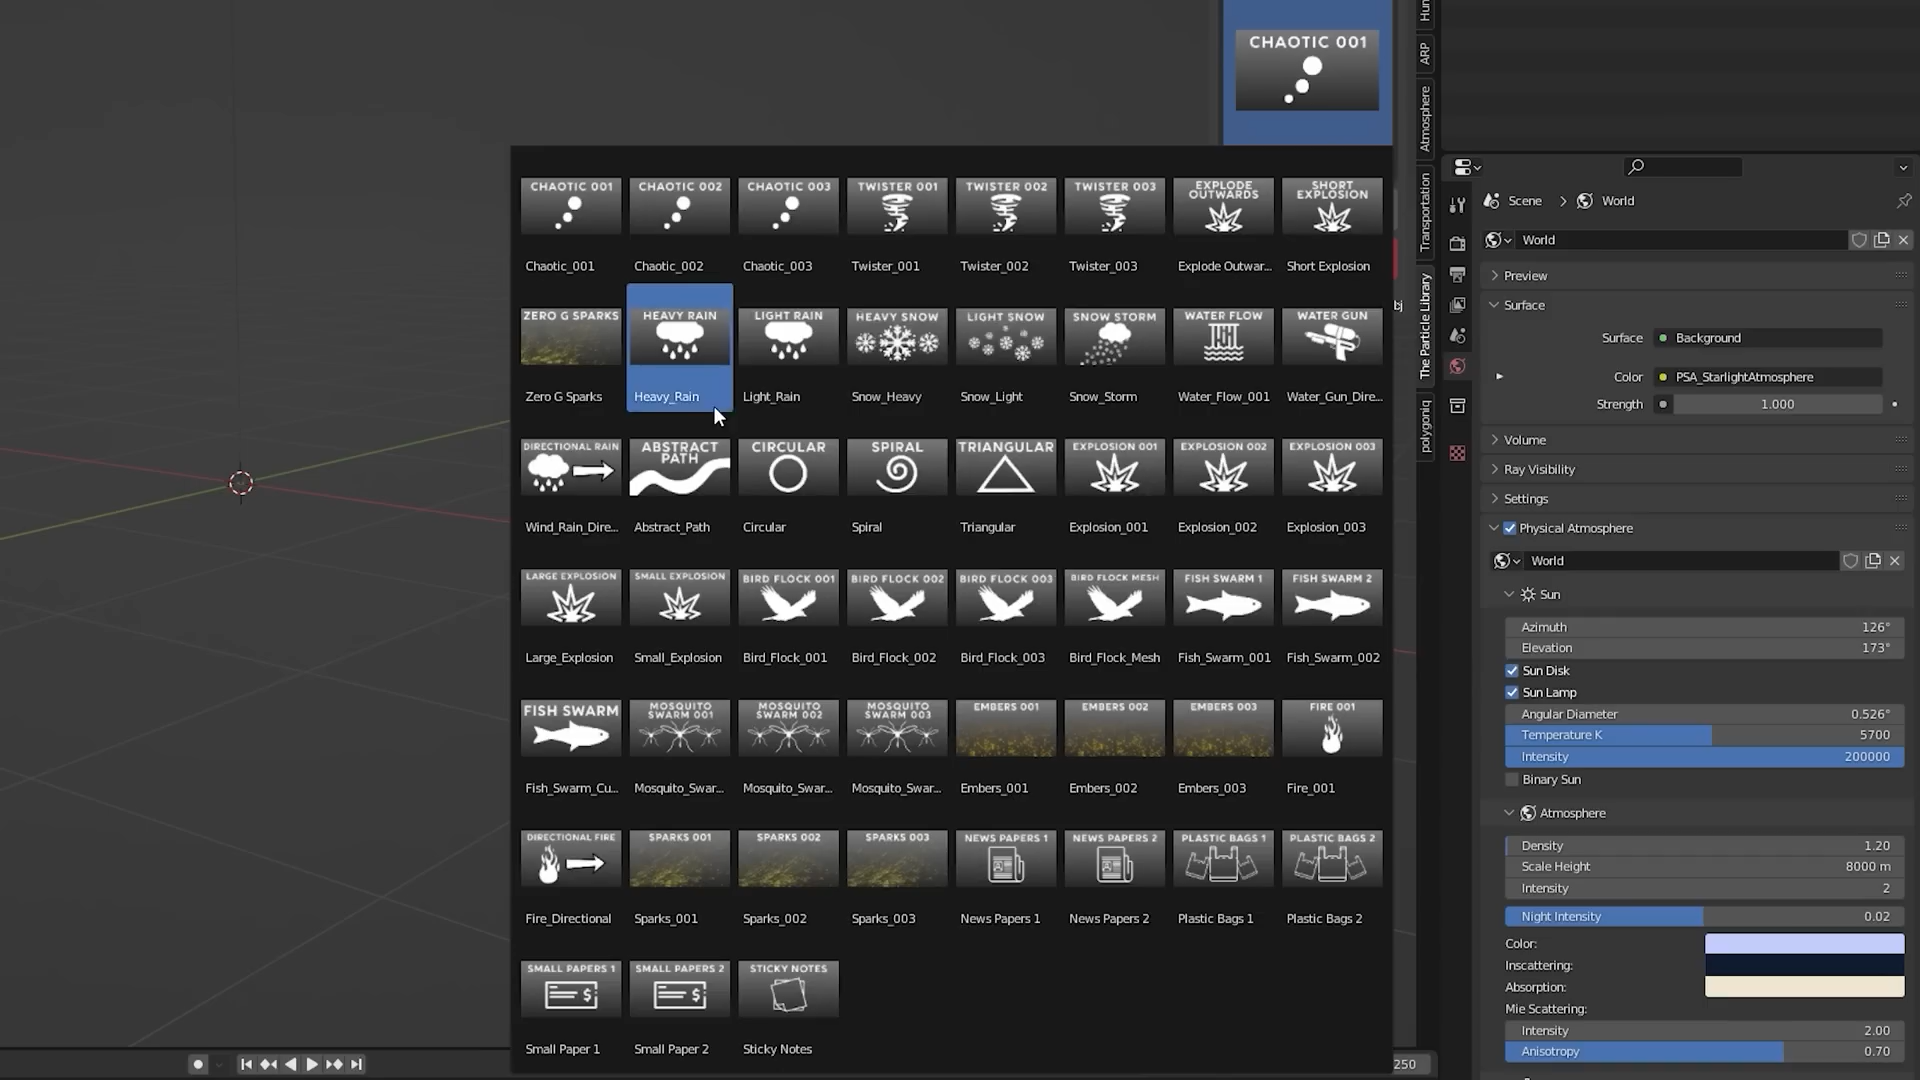 CHAOTIC 001
CHAOTIC 001 CHAOTIC 002 CHAOTIC 003 TWISTER 001 TWISTER 002 TWISTER 003 EXPLODE OUTWARDS SHORT EXPLOSION
Chaotic_001 Chaotic_002 Chaotic_003 Twister_001 Twister_002 Twister_003 Explode Outwar... Short Explosion
ZERO G SPARKS HEAVY RAIN LIGHT RAIN HEAVY SNOW LIGHT SNOW SNOW STORM WATER FLOW WATER GUN
Zero G Sparks Heavy_Rain Light_Rain Snow_Heavy Snow_Light Snow_Storm Water_Flow_001 Water_Gun_Dire...
DIRECTIONAL RAIN ABSTRACT PATH CIRCULAR SPIRAL TRIANGULAR EXPLOSION 001 EXPLOSION 002 EXPLOSION 003
Wind_Rain_Dire... Abstract_Path Circular Spiral Triangular Explosion_001 Explosion_002 Explosion_003
LARGE EXPLOSION SMALL EXPLOSION BIRD FLOCK 001 BIRD FLOCK 002 BIRD FLOCK 003 BIRD FLOCK MESH FISH SWARM 1 FISH SWARM 2
Large_Explosion Small_Explosion Bird_Flock_001 Bird_Flock_002 Bird_Flock_003 Bird_Flock_Mesh Fish_Swarm_001 Fish_Swarm_002
FISH SWARM MOSQUITO SWARM 001 MOSQUITO SWARM 002 MOSQUITO SWARM 003 EMBERS 001 EMBERS 002 EMBERS 003 FIRE 001
Fish_Swarm_Cu... Mosquito_Swar... Mosquito_Swar... Mosquito_Swar... Embers_001 Embers_002 Embers_003 Fire_001
DIRECTIONAL FIRE SPARKS 001 SPARKS 002 SPARKS 003 NEWS PAPERS 1 NEWS PAPERS 2 PLASTIC BAGS 1 PLASTIC BAGS 2
Fire_Directional Sparks_001 Sparks_002 Sparks_003 News Papers 1 News Papers 2 Plastic Bags 1 Plastic Bags 2
SMALL PAPERS 1 SMALL PAPERS 2 STICKY NOTES
Small Paper 1 Small Paper 2 Sticky Notes
250
bj
Hum
ARP
Atmosphere
Transportation
The Particle Library
polygoniq
Scene World
World
Preview
Surface
Surface Background
Color PSA_StarlightAtmosphere
Strength 1.000
Volume
Ray Visibility
Settings
Physical Atmosphere
World
Sun
Azimuth 126°
Elevation 173°
Sun Disk
Sun Lamp
Angular Diameter 0.526°
Temperature K 5700
Intensity 200000
Binary Sun
Atmosphere
Density 1.20
Scale Height 8000 m
Intensity 2
Night Intensity 0.02
Color:
Inscattering:
Absorption:
Mie Scattering:
Intensity 2.00
Anisotropy 0.70